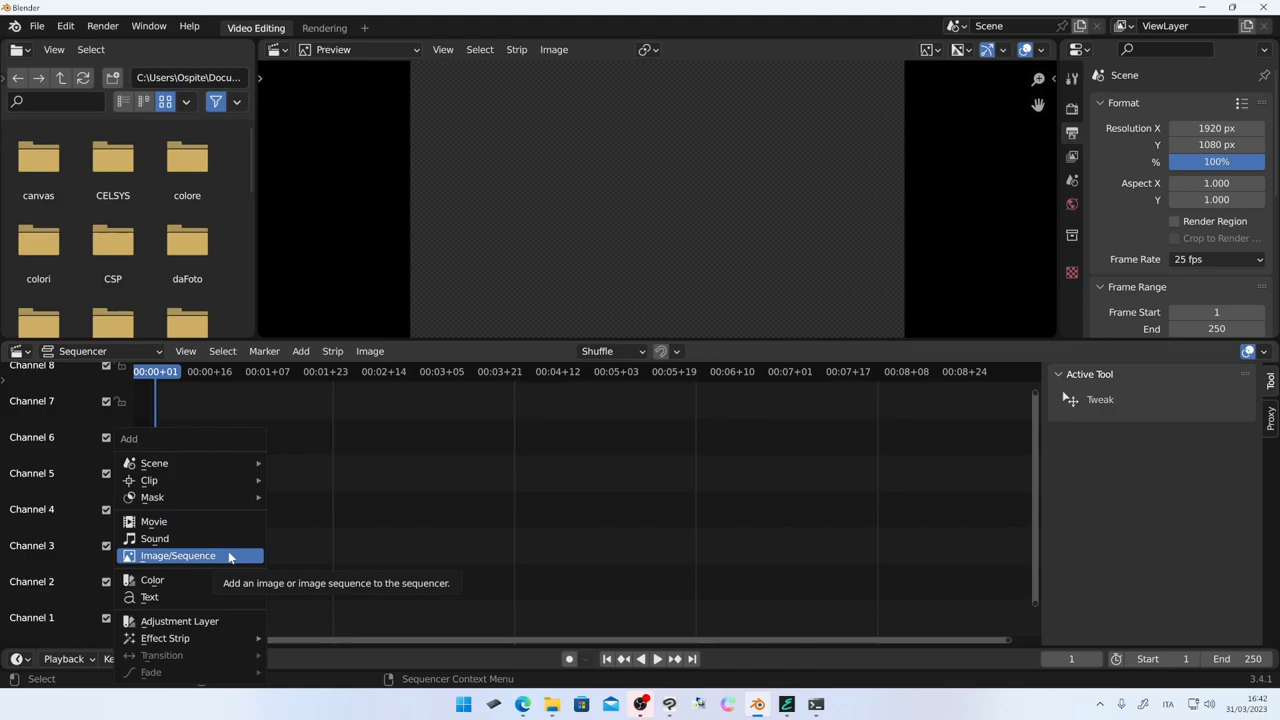 Blender
File Edit Render Window Help Video Editing Rendering Scene ViewLayer
View Select Preview View Select Strip Image
C:\Users\Ospite\Docu...
canvas CELSYS colore
colori CSP daFoto
Scene
Format
Resolution X 1920 px
Y 1080 px
% 100%
Aspect X 1.000
Y 1.000
Render Region
Crop to Render ...
Frame Rate 25 fps
Frame Range
Frame Start 1
End 250
Sequencer View Select Marker Add Strip Image Shuffle
00:00+01 00:00+16 00:01+07 00:01+23 00:02+14 00:03+05 00:03+21 00:04+12 00:05+03 00:05+19 00:06+10 00:07+01 00:07+17 00:08+08 00:08+24
Channel 8
Channel 7
Channel 6
Channel 5
Channel 4
Channel 3
Channel 2
Channel 1
Add
Scene
Clip
Mask
Movie
Sound
Image/Sequence
Color
Text
Adjustment Layer
Effect Strip
Transition
Fade
Add an image or image sequence to the sequencer.
Active Tool
Tweak
Tool
Proxy
Playback Ke 1 Start 1 End 250
Select Sequencer Context Menu 3.4.1
ITA
16:42
31/03/2023